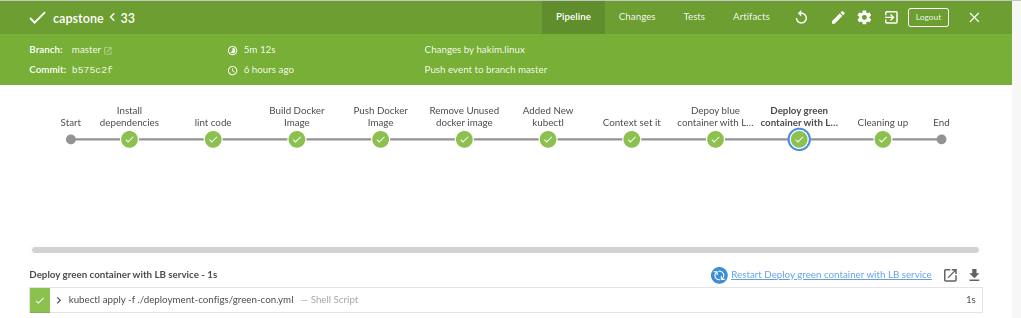 capstone < 33
Pipeline Changes Tests Artifacts Logout
Branch: master 5m 12s Changes by hakim.linux
Commit: b575c2f 6 hours ago Push event to branch master
Start
Install dependencies
lint code
Build Docker Image
Push Docker Image
Remove Unused docker image
Added New kubectl
Context set it
Depoy blue container with L...
Deploy green container with L...
Cleaning up
End
Deploy green container with LB service - 1s
Restart Deploy green container with LB service
kubectl apply -f ./deployment-configs/green-con.yml — Shell Script 1s